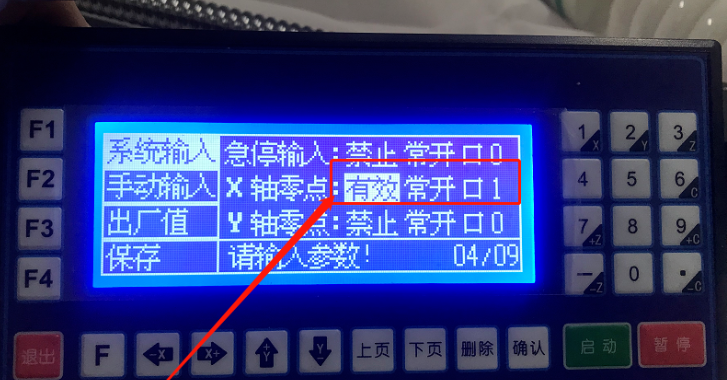 F1
系统输入 急停输入:禁止 常开 口 0
1 X 2 Y 3 Z
F2
手动输入 X 轴零点:有效 常开 口 1
4 5 6 C
F3
出厂值 Y 轴零点:禁止 常开 口 0
7 +Z 8 9 +C
F4
保存 请输入参数! 04/09
— -Z 0 . -C
退出 F -X X+ Y+ Y- 上页 下页 删除 确认 启动 暂停